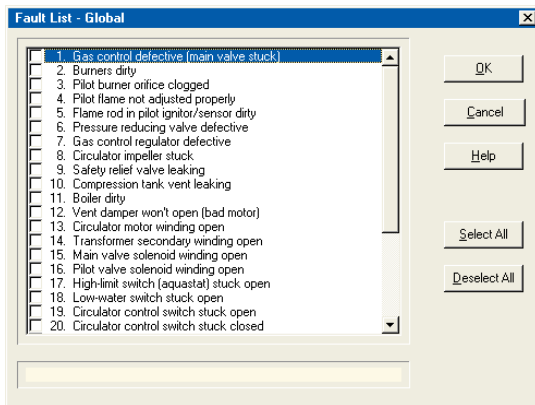 Fault List - Global
1. Gas control defective (main valve stuck)
2. Burners dirty
3. Pilot burner orifice clogged
4. Pilot flame not adjusted properly
5. Flame rod in pilot ignitor/sensor dirty
6. Pressure reducing valve defective
7. Gas control regulator defective
8. Circulator impeller stuck
9. Safety relief valve leaking
10. Compression tank vent leaking
11. Boiler dirty
12. Vent damper won't open (bad motor)
13. Circulator motor winding open
14. Transformer secondary winding open
15. Main valve solenoid winding open
16. Pilot valve solenoid winding open
17. High-limit switch (aquastat) stuck open
18. Low-water switch stuck open
19. Circulator control switch stuck open
20. Circulator control switch stuck closed
OK
Cancel
Help
Select All
Deselect All